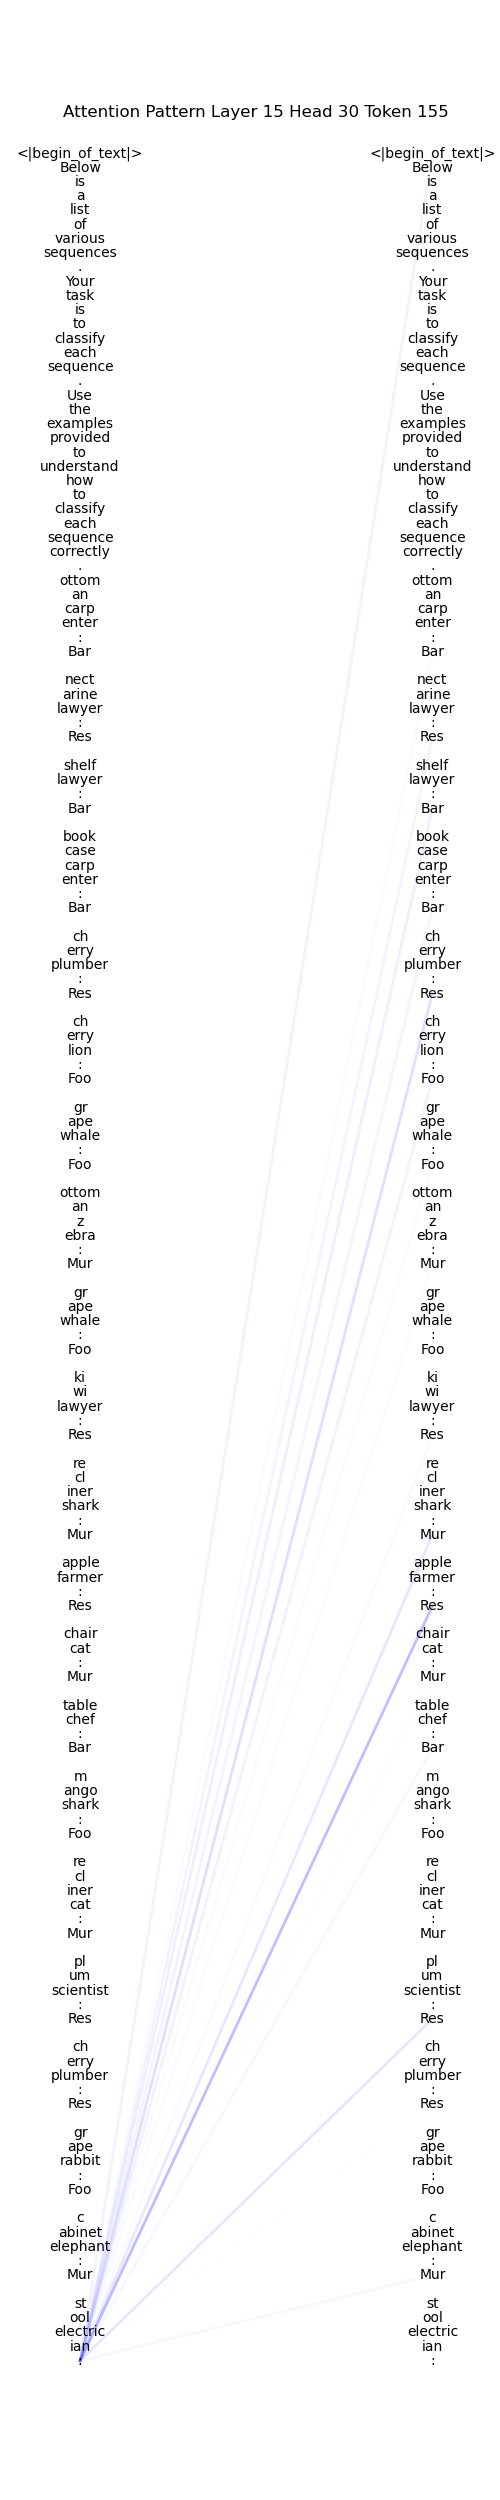 Attention Pattern Layer 15 Head 30 Token 155
<|begin_of_text|> <|begin_of_text|>
Below Below
is is
a a
list list
of of
various various
sequences sequences
. .
Your Your
task task
is is
to to
classify classify
each each
sequence sequence
. .
Use Use
the the
examples examples
provided provided
to to
understand understand
how how
to to
classify classify
each each
sequence sequence
correctly correctly
. .
ottom ottom
an an
carp carp
enter enter
: :
Bar Bar
nect nect
arine arine
lawyer lawyer
: :
Res Res
shelf shelf
lawyer lawyer
: :
Bar Bar
book book
case case
carp carp
enter enter
: :
Bar Bar
ch ch
erry erry
plumber plumber
: :
Res Res
ch ch
erry erry
lion lion
: :
Foo Foo
gr gr
ape ape
whale whale
: :
Foo Foo
ottom ottom
an an
z z
ebra ebra
: :
Mur Mur
gr gr
ape ape
whale whale
: :
Foo Foo
ki ki
wi wi
lawyer lawyer
: :
Res Res
re re
cl cl
iner iner
shark shark
: :
Mur Mur
apple apple
farmer farmer
: :
Res Res
chair chair
cat cat
: :
Mur Mur
table table
chef chef
: :
Bar Bar
m m
ango ango
shark shark
: :
Foo Foo
re re
cl cl
iner iner
cat cat
: :
Mur Mur
pl pl
um um
scientist scientist
: :
Res Res
ch ch
erry erry
plumber plumber
: :
Res Res
gr gr
ape ape
rabbit rabbit
: :
Foo Foo
c c
abinet abinet
elephant elephant
: :
Mur Mur
st st
ool ool
electric electric
ian ian
: :